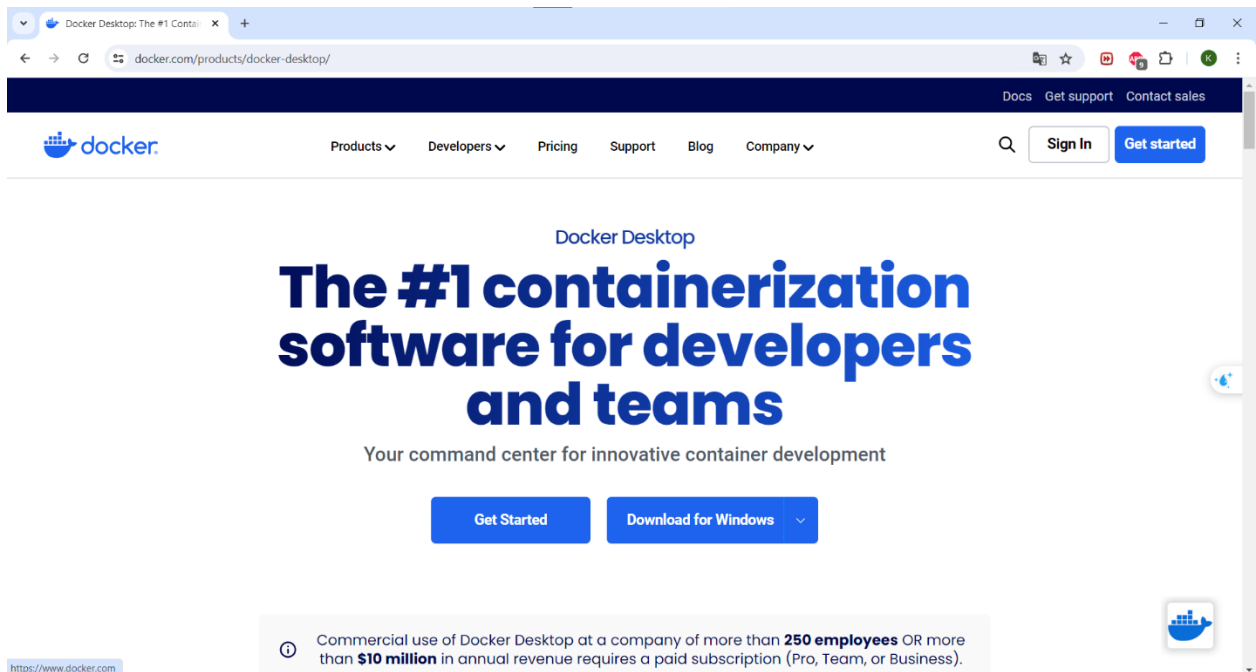 Docker Desktop: The #1 Contai
docker.com/products/docker-desktop/
9
K
Docs Get support Contact sales
docker.
Products Developers Pricing Support Blog Company
Sign In
Get started
Docker Desktop
The #1 containerization
software for developers
and teams
Your command center for innovative container development
Get Started
Download for Windows
Commercial use of Docker Desktop at a company of more than 250 employees OR more
than $10 million in annual revenue requires a paid subscription (Pro, Team, or Business).
https://www.docker.com